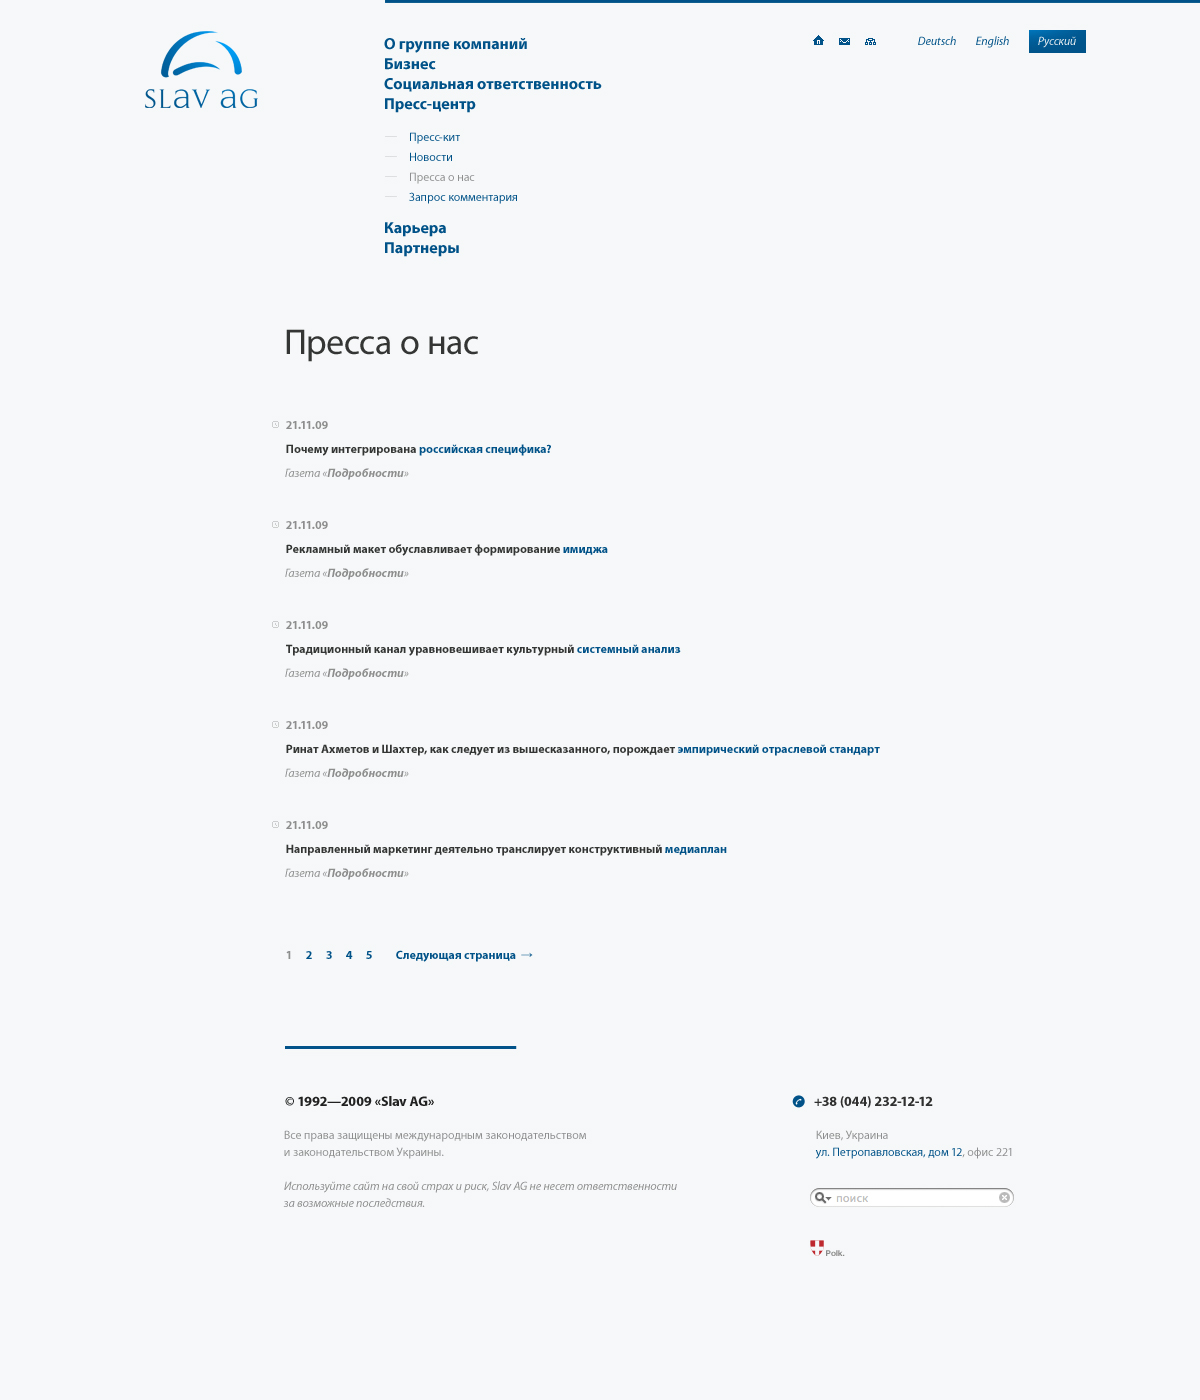 SLAV AG
О группе компаний
Бизнес
Социальная ответственность
Пресс-центр
— Пресс-кит
— Новости
— Пресса о нас
— Запрос комментария
Карьера
Партнеры
Deutsch English Русский
Пресса о нас
21.11.09
Почему интегрирована российская специфика?
Газета «Подробности»
21.11.09
Рекламный макет обуславливает формирование имиджа
Газета «Подробности»
21.11.09
Традиционный канал уравновешивает культурный системный анализ
Газета «Подробности»
21.11.09
Ринат Ахметов и Шахтер, как следует из вышесказанного, порождает эмпирический отраслевой стандарт
Газета «Подробности»
21.11.09
Направленный маркетинг деятельно транслирует конструктивный медиаплан
Газета «Подробности»
1 2 3 4 5 Следующая страница →
© 1992—2009 «Slav AG»
Все права защищены международным законодательством
и законодательством Украины.
Используйте сайт на свой страх и риск, Slav AG не несет ответственности
за возможные последствия.
+38 (044) 232-12-12
Киев, Украина
ул. Петропавловская, дом 12, офис 221
поиск
Polk.